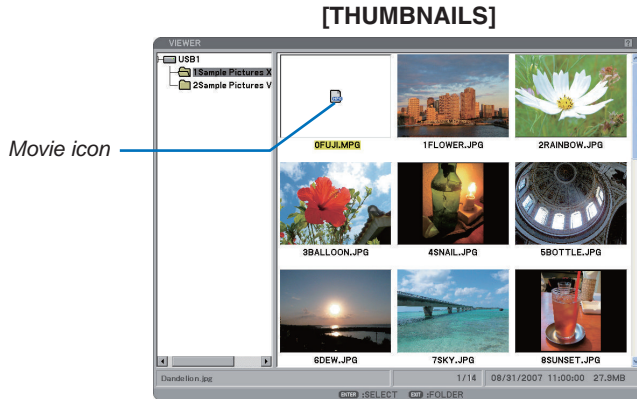 [THUMBNAILS]
VIEWER
USB1
1Sample Pictures X
2Sample Pictures V
Movie icon
0FUJI.MPG
1FLOWER.JPG
2RAINBOW.JPG
3BALLOON.JPG
4SNAIL.JPG
5BOTTLE.JPG
6DEW.JPG
7SKY.JPG
8SUNSET.JPG
Dandelion.jpg
1/14
08/31/2007 11:00:00 27.9MB
ENTER :SELECT EXIT :FOLDER